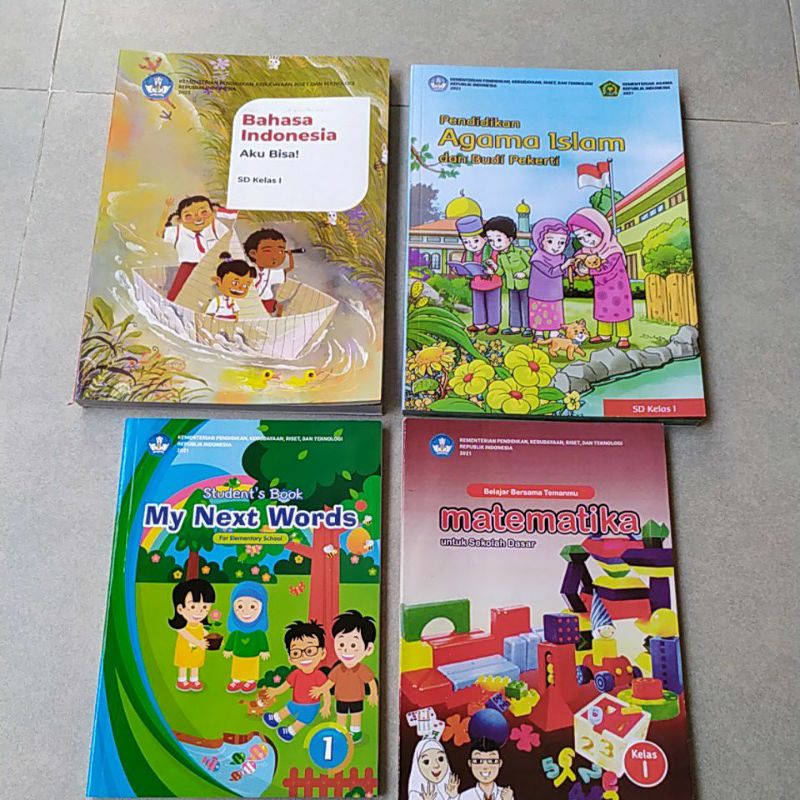 KEMENTERIAN PENDIDIKAN, KEBUDAYAAN, RISET, DAN TEKNOLOGI
REPUBLIK INDONESIA
2021
Bahasa
Indonesia
Aku Bisa!
SD Kelas I
KEMENTERIAN PENDIDIKAN, KEBUDAYAAN, RISET, DAN TEKNOLOGI
REPUBLIK INDONESIA
2021
KEMENTERIAN AGAMA
REPUBLIK INDONESIA
2021
Pendidikan
Agama Islam
dan Budi Pekerti
SD Kelas I
KEMENTERIAN PENDIDIKAN, KEBUDAYAAN, RISET, DAN TEKNOLOGI
REPUBLIK INDONESIA
2021
Student's Book
My Next Words
For Elementary School
1
KEMENTERIAN PENDIDIKAN, KEBUDAYAAN, RISET, DAN TEKNOLOGI
REPUBLIK INDONESIA
2021
Belajar Bersama Temanmu
matematika
untuk Sekolah Dasar
Kelas
I